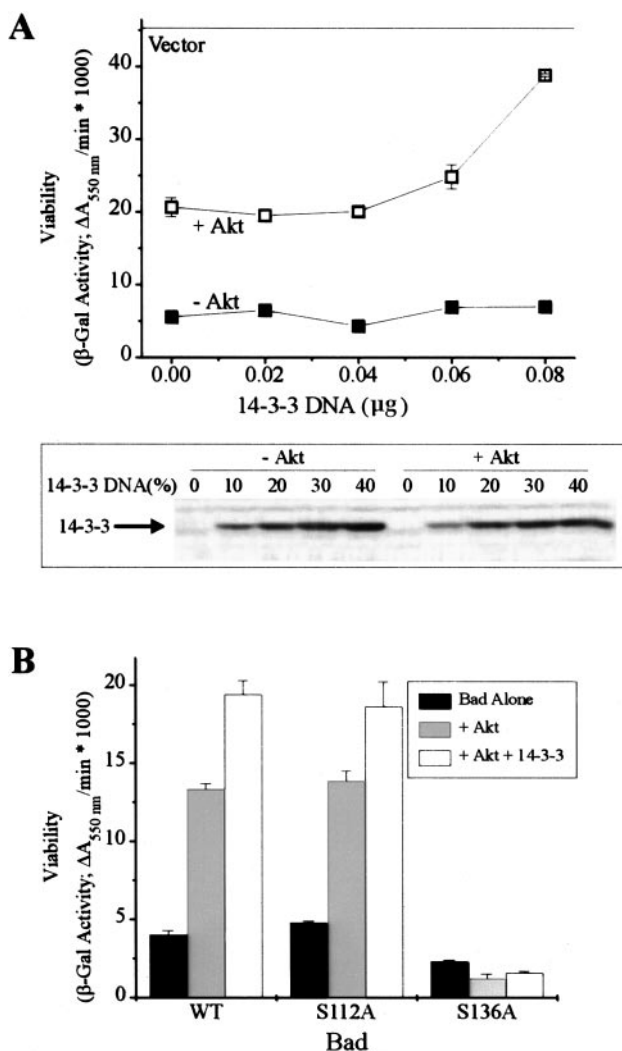 A
Vector
40
30
20
10
0
+ Akt
- Akt
0.00 0.02 0.04 0.06 0.08
14-3-3 DNA (µg)
Viability
(β-Gal Activity; ΔA550 nm/min * 1000)
- Akt + Akt
14-3-3 DNA(%) 0 10 20 30 40 0 10 20 30 40
14-3-3
B
20
15
10
5
0
Bad Alone
+ Akt
+ Akt + 14-3-3
Viability
(β-Gal Activity; ΔA550 nm/min * 1000)
WT S112A S136A
Bad